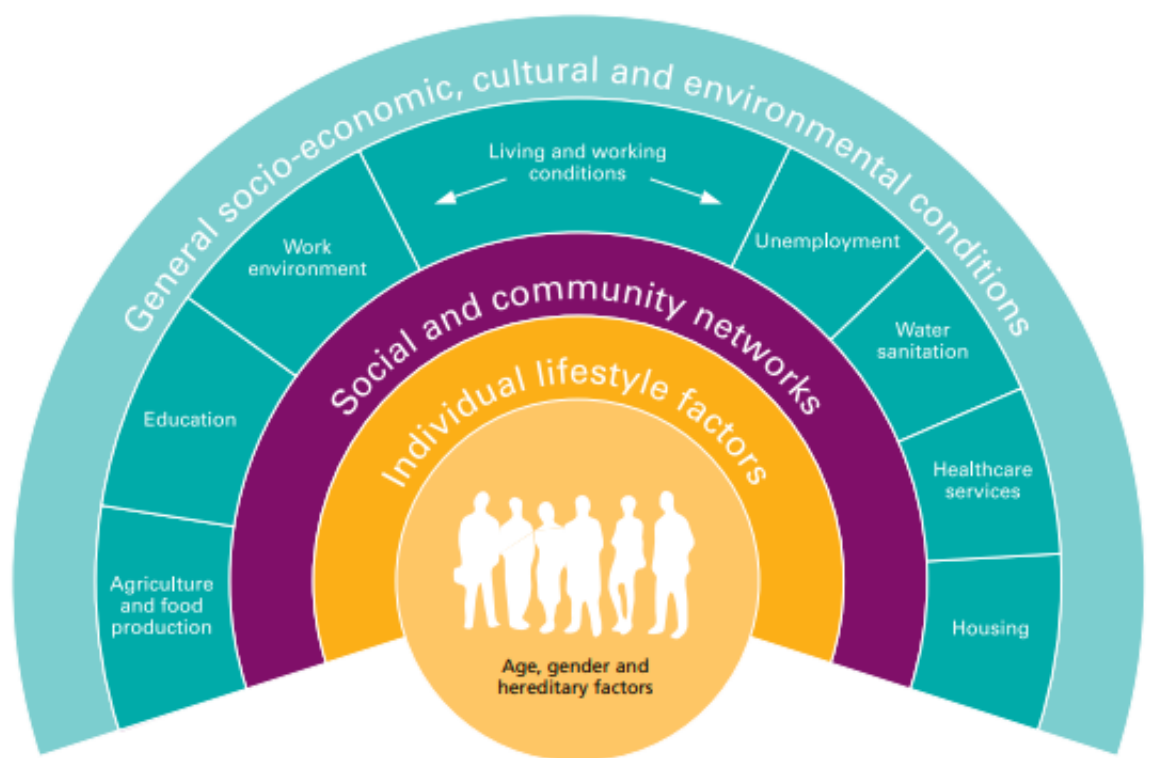 General socio-economic, cultural and environmental conditions
Living and working
conditions
Work
environment
Unemployment
Education
Water
sanitation
Agriculture
and food
production
Healthcare
services
Housing
Social and community networks
Individual lifestyle factors
Age, gender and
hereditary factors